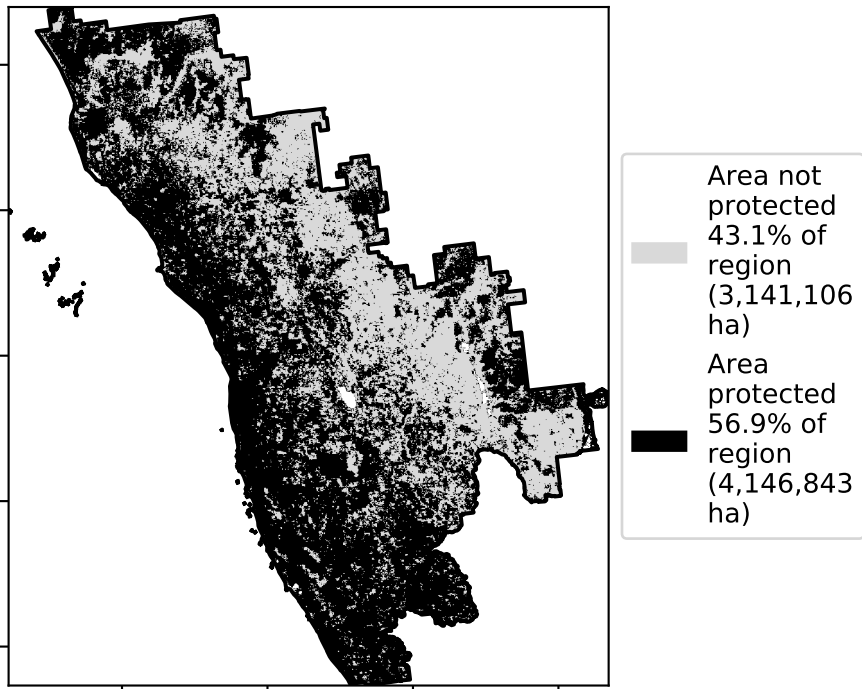 Area not
protected
43.1% of
region
(3,141,106
ha)
Area
protected
56.9% of
region
(4,146,843
ha)